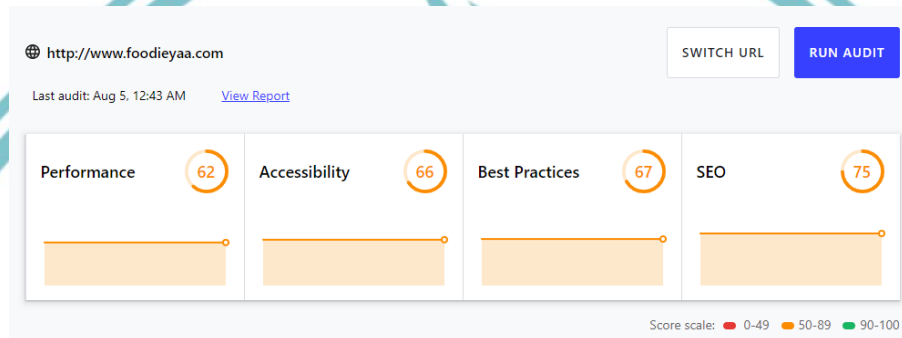 http://www.foodieyaa.com
SWITCH URL
RUN AUDIT
Last audit: Aug 5, 12:43 AM View Report
Performance 62
Accessibility 66
Best Practices 67
SEO 75
Score scale: 0-49 50-89 90-100